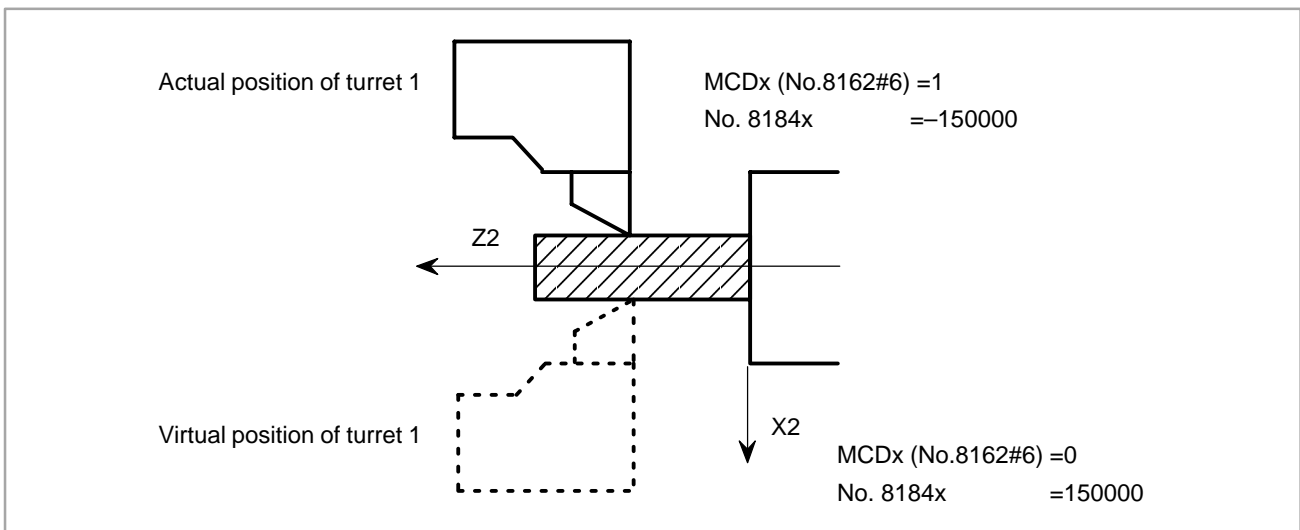 Actual position of turret 1
MCDx (No.8162#6) =1
No. 8184x =–150000
Z2
X2
Virtual position of turret 1
MCDx (No.8162#6) =0
No. 8184x =150000